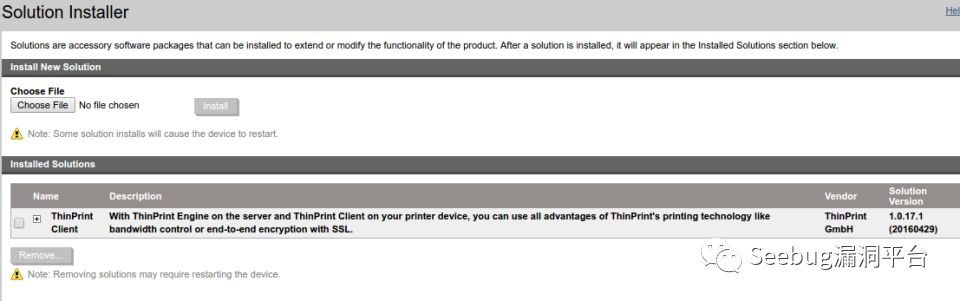 Solution Installer
Hel
Solutions are accessory software packages that can be installed to extend or modify the functionality of the product. After a solution is installed, it will appear in the Installed Solutions section below.
Install New Solution
Choose File
Choose File No file chosen Install
Note: Some solution installs will cause the device to restart.
Installed Solutions
Name Description Vendor Solution Version
ThinPrint Client With ThinPrint Engine on the server and ThinPrint Client on your printer device, you can use all advantages of ThinPrint's printing technology like bandwidth control or end-to-end encryption with SSL. ThinPrint GmbH 1.0.17.1 (20160429)
Remove...
Note: Removing solutions may require restarting the device.
Seebug漏洞平台